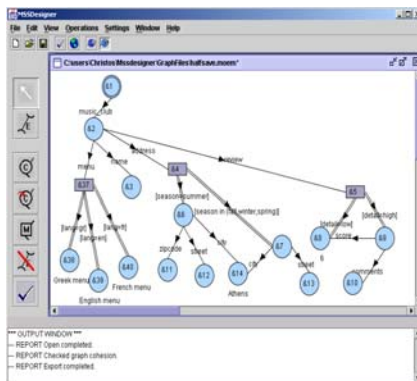 MSSDesigner
File Edit View Operations Settings Window Help
C:\users\Christos\Mssdesigner\GraphFiles\halfsave.moem*
&1
music_club
&2
address
review
menu
name
&4
&37
&3
&5
[season=summer]
[season in {fall,winter,spring}]
[detail=low]
[detail=high]
&6
[lang=gr]
[lang=en]
[lang=fr]
&7
&8
score
&9
zipcode
street
city
city
street
6
comments
&38
&39
&40
&11
&12
&14
&13
&10
Greek menu
French menu
English menu
Athens
*** OUTPUT WINDOW ***
--- REPORT Open completed.
--- REPORT Checked graph cohesion.
--- REPORT Export completed.